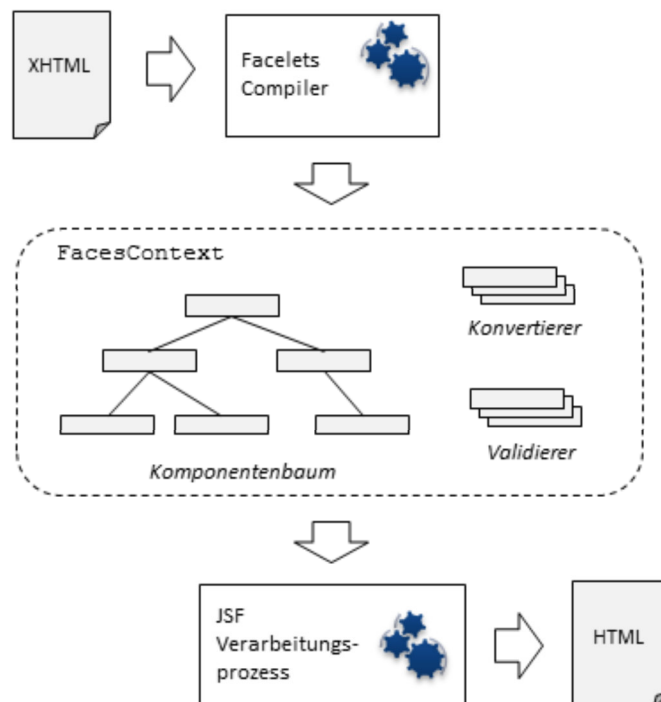 XHTML
Facelets
Compiler
FacesContext
Konvertierer
Validierer
Komponentenbaum
JSF
Verarbeitungs-
prozess
HTML